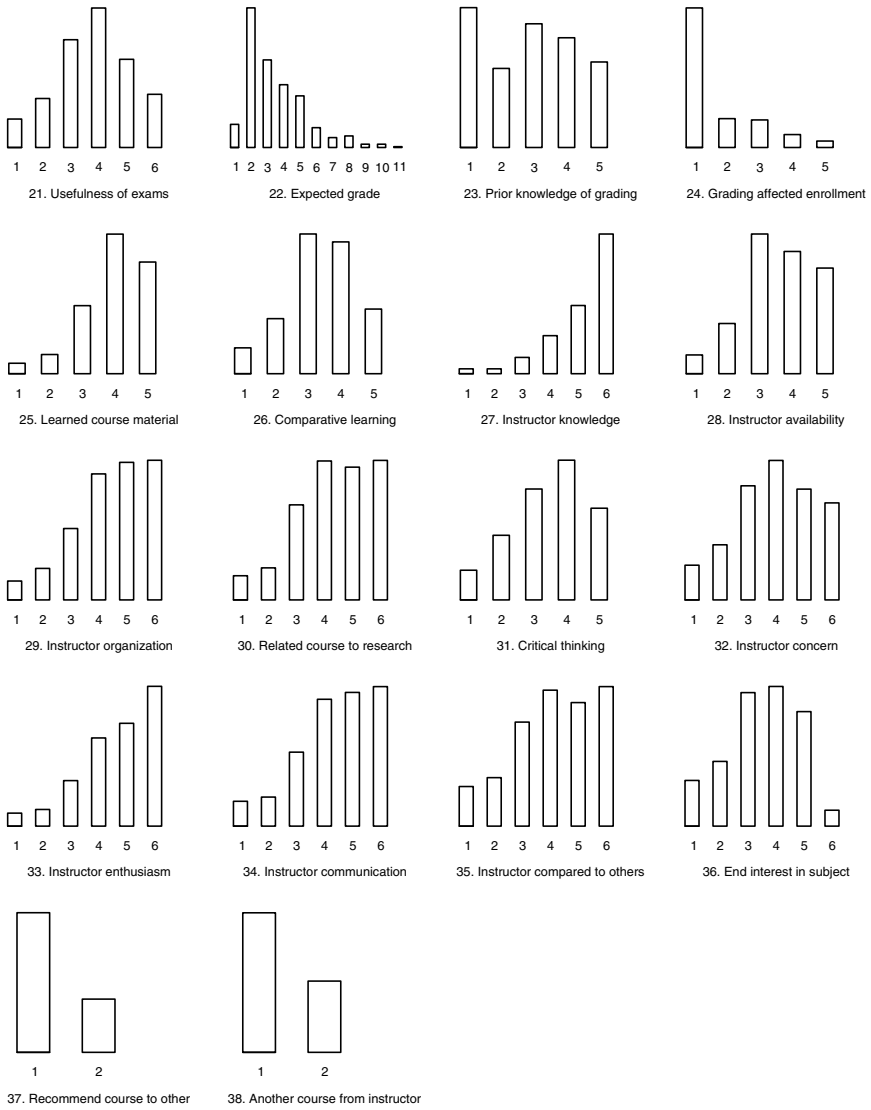 1 2 3 4 5 6
21. Usefulness of exams
1 2 3 4 5 6 7 8 9 10 11
22. Expected grade
1 2 3 4 5
23. Prior knowledge of grading
1 2 3 4 5
24. Grading affected enrollment
1 2 3 4 5
25. Learned course material
1 2 3 4 5
26. Comparative learning
1 2 3 4 5 6
27. Instructor knowledge
1 2 3 4 5
28. Instructor availability
1 2 3 4 5 6
29. Instructor organization
1 2 3 4 5 6
30. Related course to research
1 2 3 4 5
31. Critical thinking
1 2 3 4 5 6
32. Instructor concern
1 2 3 4 5 6
33. Instructor enthusiasm
1 2 3 4 5 6
34. Instructor communication
1 2 3 4 5 6
35. Instructor compared to others
1 2 3 4 5 6
36. End interest in subject
1 2
37. Recommend course to other
1 2
38. Another course from instructor